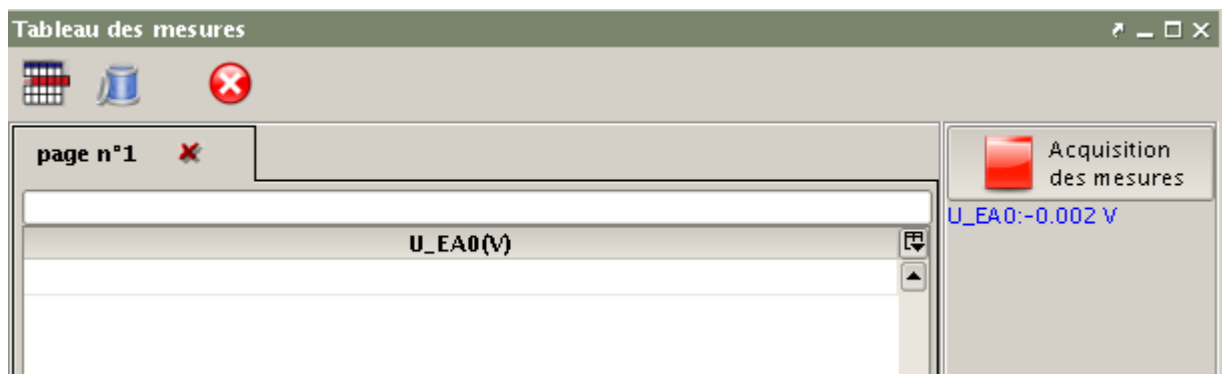 Tableau des mesures
page n°1
Acquisition
des mesures
U_EA0:-0.002 V
U_EA0(V)